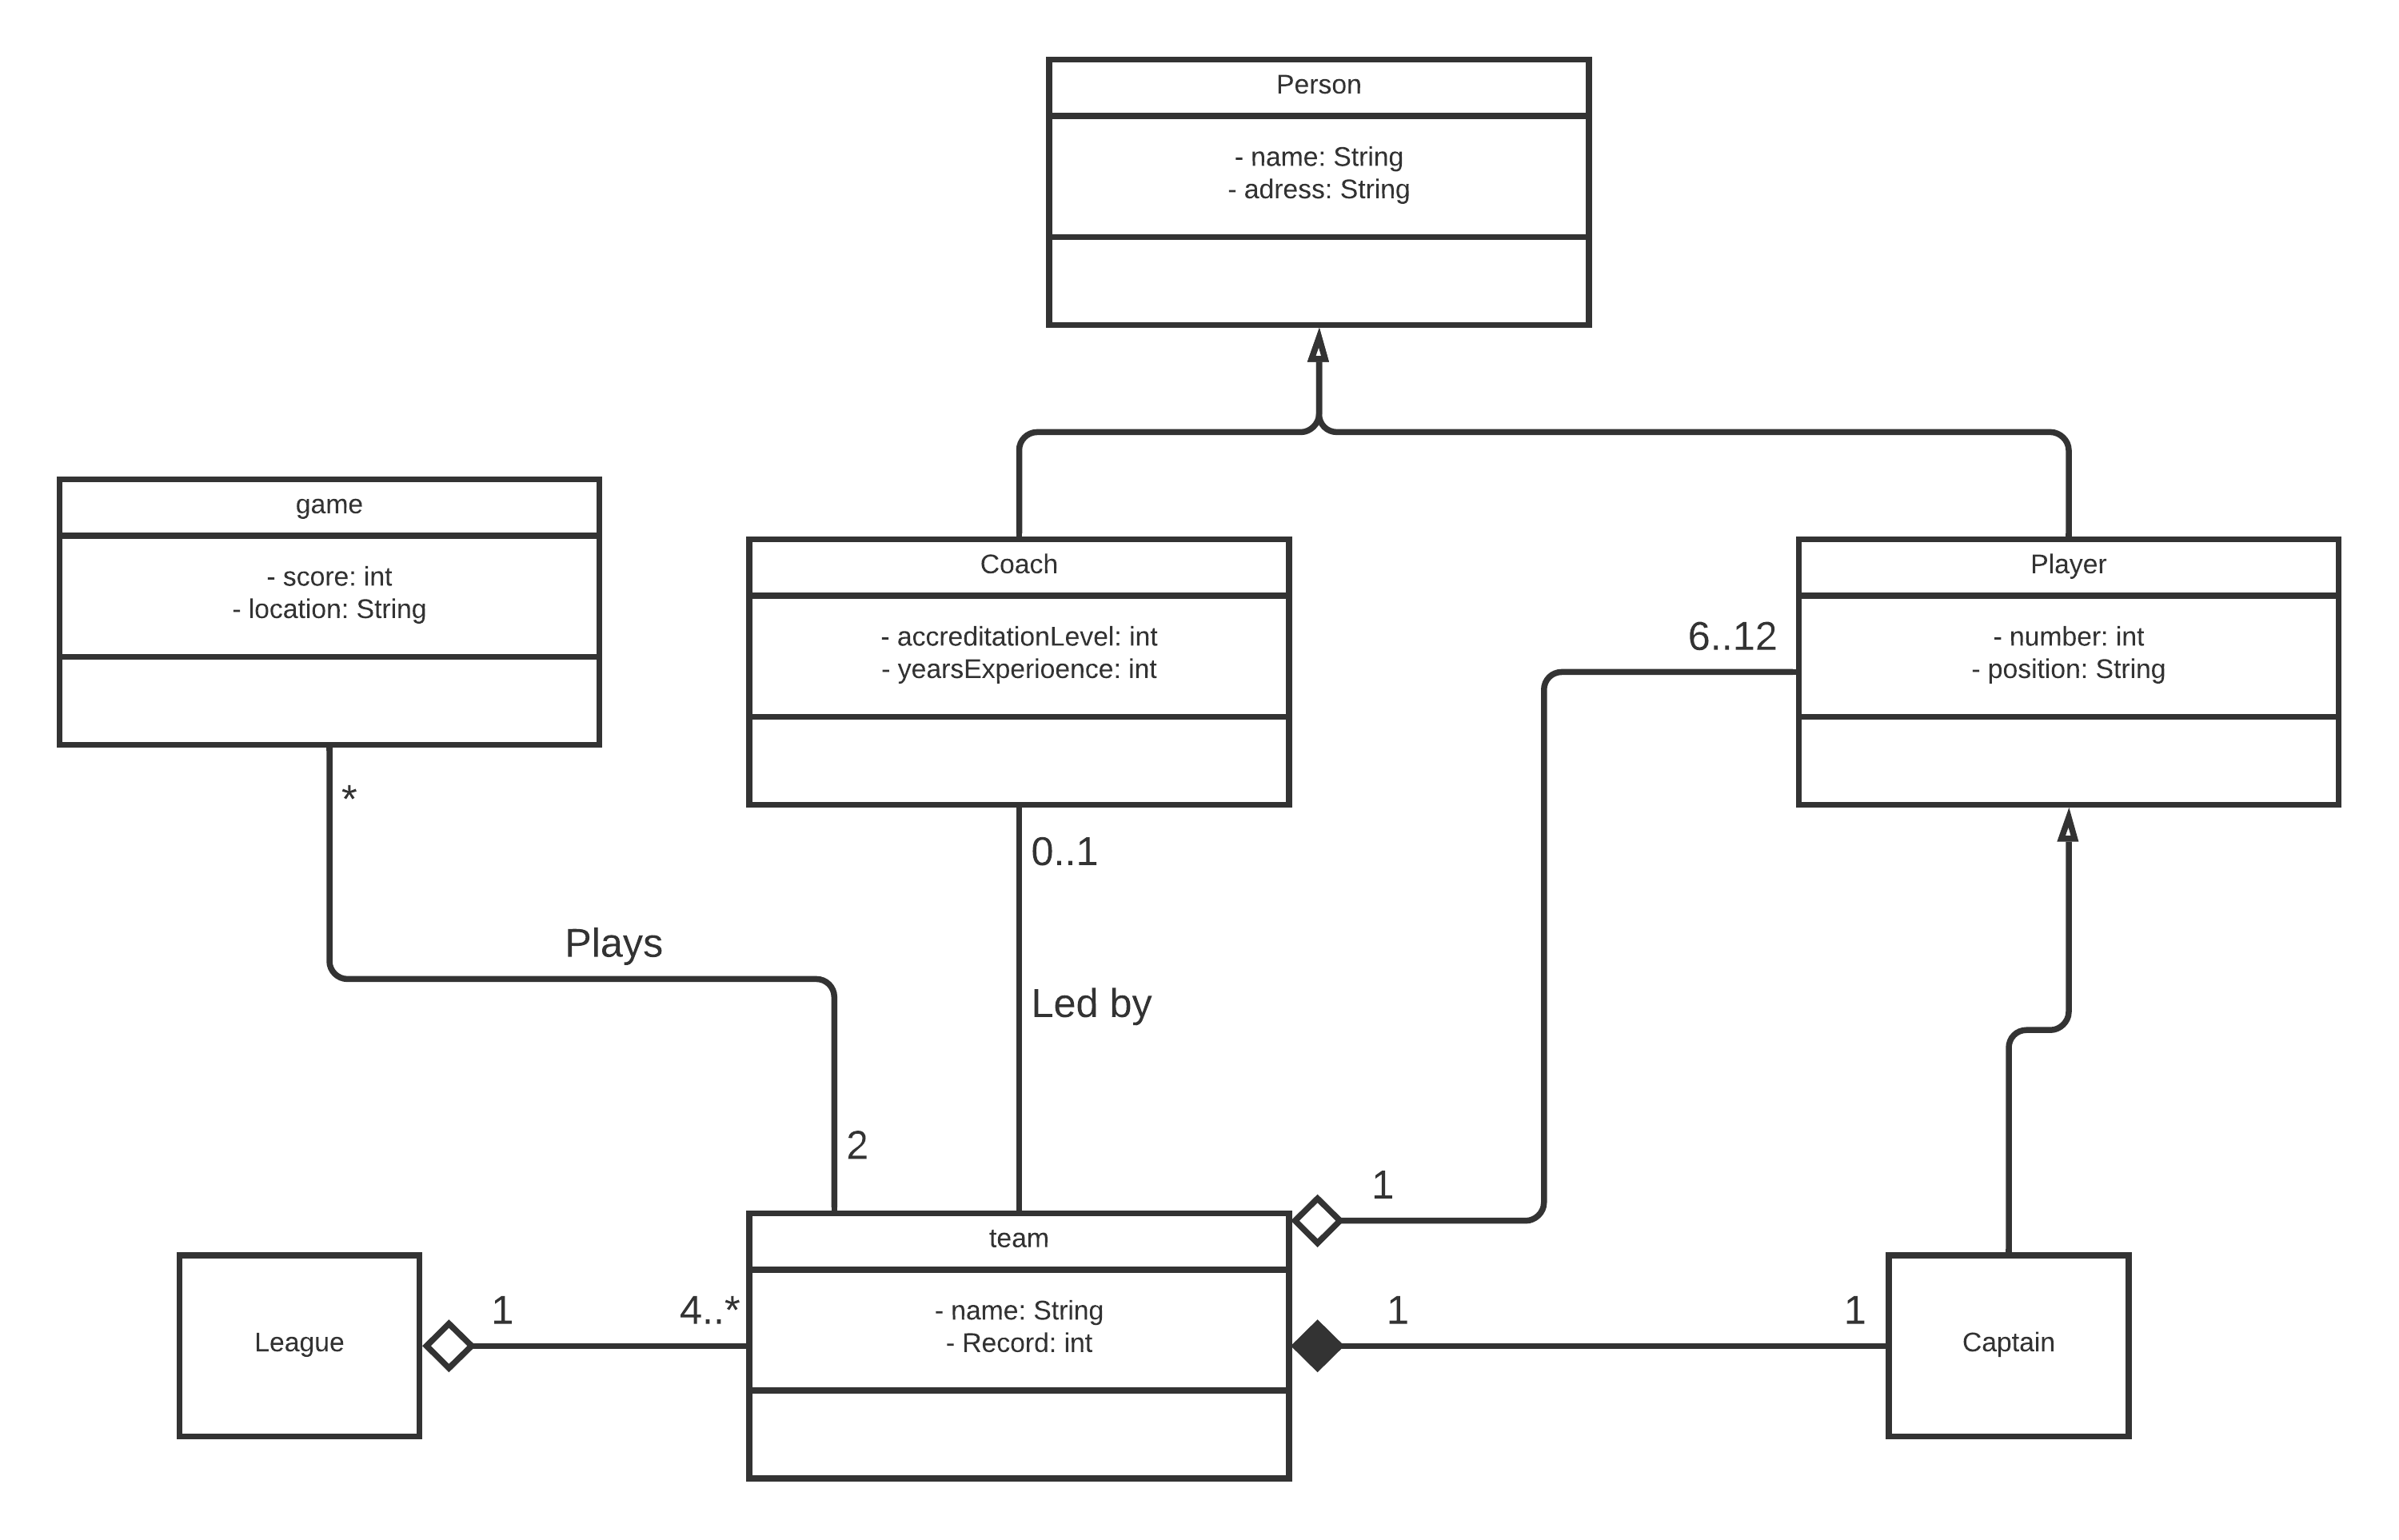 Person
- name: String
- adress: String
game
- score: int
- location: String
Coach
- accreditationLevel: int
- yearsExperioence: int
Player
- number: int
- position: String
6..12
*
0..1
Plays
Led by
2
1
team
- name: String
- Record: int
League
1
4..*
1
1
Captain